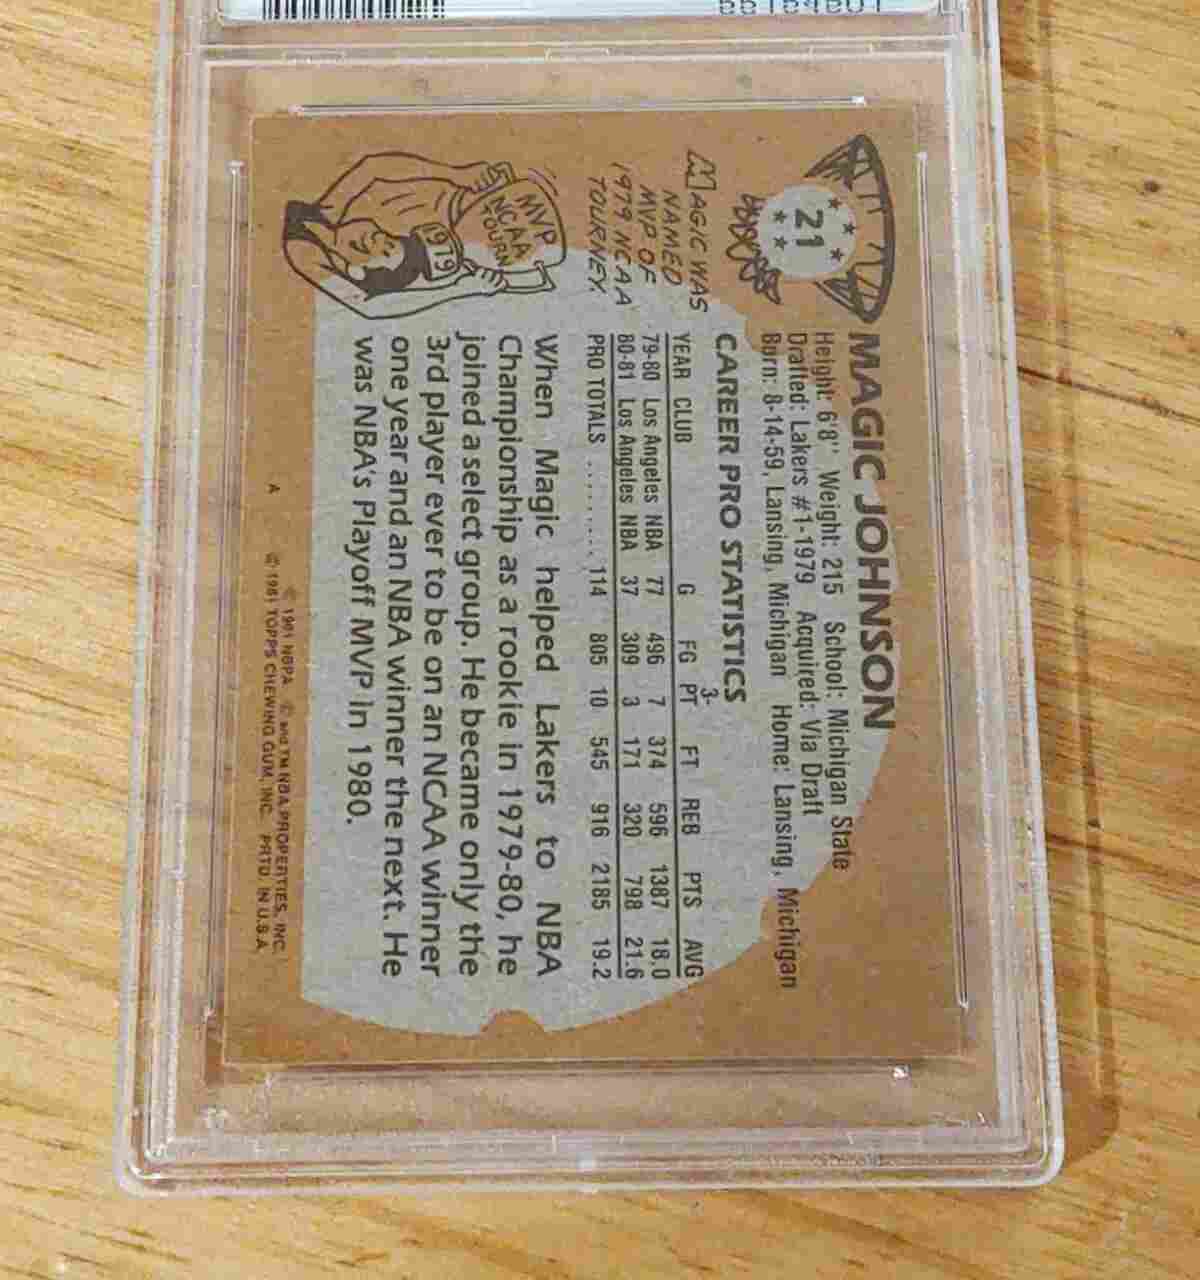 21
MAGIC JOHNSON
Height: 6'8" Weight: 215 School: Michigan State
Drafted: Lakers #1-1979 Acquired: Via Draft
Born: 8-14-59, Lansing, Michigan Home: Lansing, Michigan
MAGIC WAS
NAMED
MVP OF
1979 NCAA
TOURNEY
MVP
NCAA
TOURN
1979
CAREER PRO STATISTICS
3-
YEAR CLUB G FG PT FT REB PTS AVG
79-80 Los Angeles NBA 77 496 7 374 596 1387 18.0
80-81 Los Angeles NBA 37 309 3 171 320 798 21.6
PRO TOTALS ........ 114 805 10 545 916 2185 19.2
When Magic helped Lakers to NBA
Championship as a rookie in 1979-80, he
joined a select group. He became only the
3rd player ever to be on an NCAA winner
one year and an NBA winner the next. He
was NBA's Playoff MVP in 1980.
© 1981 NBPA © and TM NBA PROPERTIES, INC.
A © 1981 TOPPS CHEWING GUM, INC. PRTD. IN U.S.A.